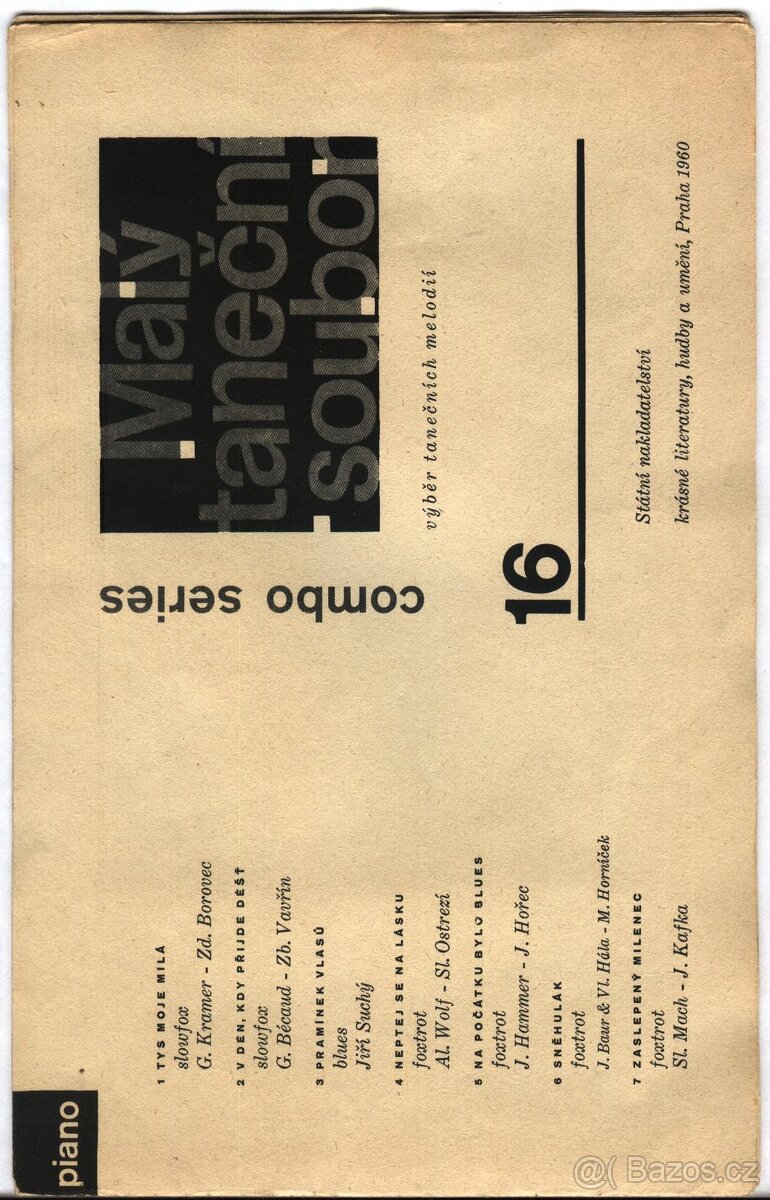 piano
1 TYS MOJE MILÁ
slowfox
G. Kramer - Zd. Borovec
2 V DEN, KDY PŘIJDE DÉŠŤ
slowfox
G. Bécaud - Zb. Vavřín
3 PRAMÍNEK VLASŮ
blues
Jiří Suchý
4 NEPTEJ SE NA LÁSKU
foxtrot
Al. Wolf - Sl. Ostrezí
5 NA POČÁTKU BYLO BLUES
foxtrot
J. Hammer - J. Hořec
6 SNĚHULÁK
foxtrot
J. Baur & Vl. Hála - M. Horníček
7 ZASLEPENÝ MILENEC
foxtrot
Sl. Mach - J. Kafka
combo series
Malý
taneční
soubor
výběr tanečních melodií
16
Státní nakladatelství
krásné literatury, hudby a umění, Praha 1960
@( Bazos.cz